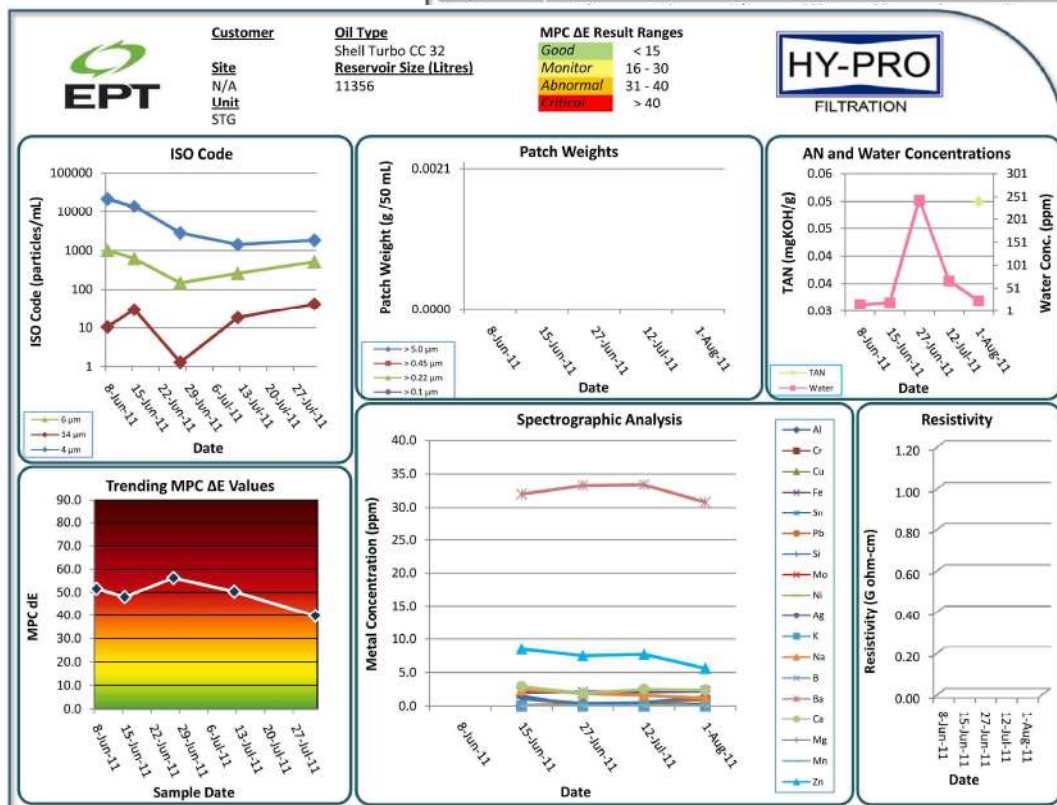 Customer
Oil Type
Shell Turbo CC 32
Site
Reservoir Size (Litres)
N/A
11356
Unit
STG
EPT
MPC ΔE Result Ranges
Good < 15
Monitor 16 - 30
Abnormal 31 - 40
Critical > 40
HY-PRO
FILTRATION
ISO Code
ISO Code (particles/mL)
100000
10000
1000
100
10
1
8-Jun-11
15-Jun-11
22-Jun-11
29-Jun-11
6-Jul-11
13-Jul-11
20-Jul-11
27-Jul-11
Date
6 µm
14 µm
4 µm
Patch Weights
Patch Weight (g /50 mL)
0.0021
0.0000
8-Jun-11
15-Jun-11
27-Jun-11
12-Jul-11
1-Aug-11
Date
> 5.0 µm
> 0.45 µm
> 0.22 µm
> 0.1 µm
AN and Water Concentrations
TAN (mgKOH/g)
0.06
0.05
0.05
0.04
0.04
0.03
Water Conc. (ppm)
301
251
201
151
101
51
1
8-Jun-11
15-Jun-11
27-Jun-11
12-Jul-11
1-Aug-11
Date
TAN
Water
Trending MPC ΔE Values
MPC dE
90.0
80.0
70.0
60.0
50.0
40.0
30.0
20.0
10.0
0.0
8-Jun-11
15-Jun-11
22-Jun-11
29-Jun-11
6-Jul-11
13-Jul-11
20-Jul-11
27-Jul-11
Sample Date
Spectrographic Analysis
Metal Concentration (ppm)
40.0
35.0
30.0
25.0
20.0
15.0
10.0
5.0
0.0
8-Jun-11
15-Jun-11
27-Jun-11
12-Jul-11
1-Aug-11
Date
Al
Cr
Cu
Fe
Sn
Pb
Si
Mo
Ni
Ag
K
Na
B
Ba
Ca
Mg
Mn
Zn
Resistivity
Resistivity (G ohm-cm)
1.20
1.00
0.80
0.60
0.40
0.20
0.00
8-Jun-11
15-Jun-11
27-Jun-11
12-Jul-11
1-Aug-11
Date